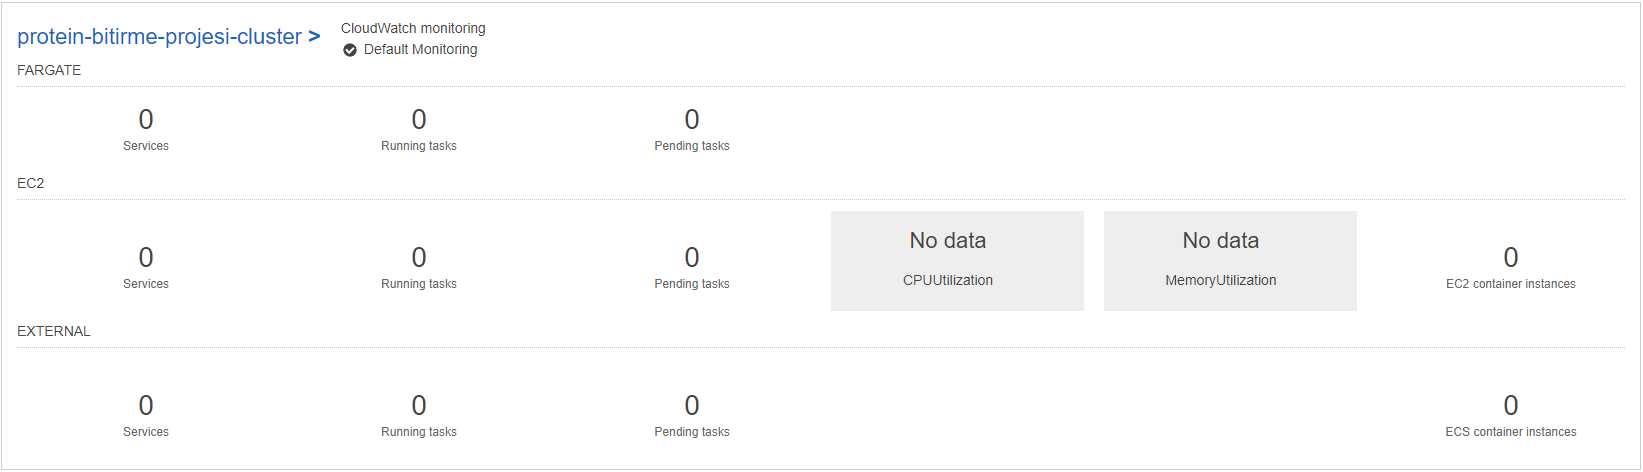 protein-bitirme-projesi-cluster >
CloudWatch monitoring
Default Monitoring
FARGATE
0 0 0
Services Running tasks Pending tasks
EC2
No data No data
0 0 0 0
CPUUtilization MemoryUtilization
Services Running tasks Pending tasks EC2 container instances
EXTERNAL
0 0 0 0
Services Running tasks Pending tasks ECS container instances